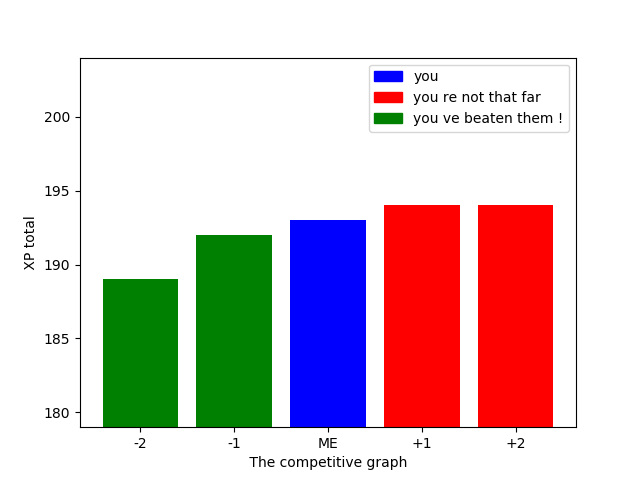 you
you re not that far
you ve beaten them !
200
195
190
185
180
XP total
-2 -1 ME +1 +2
The competitive graph